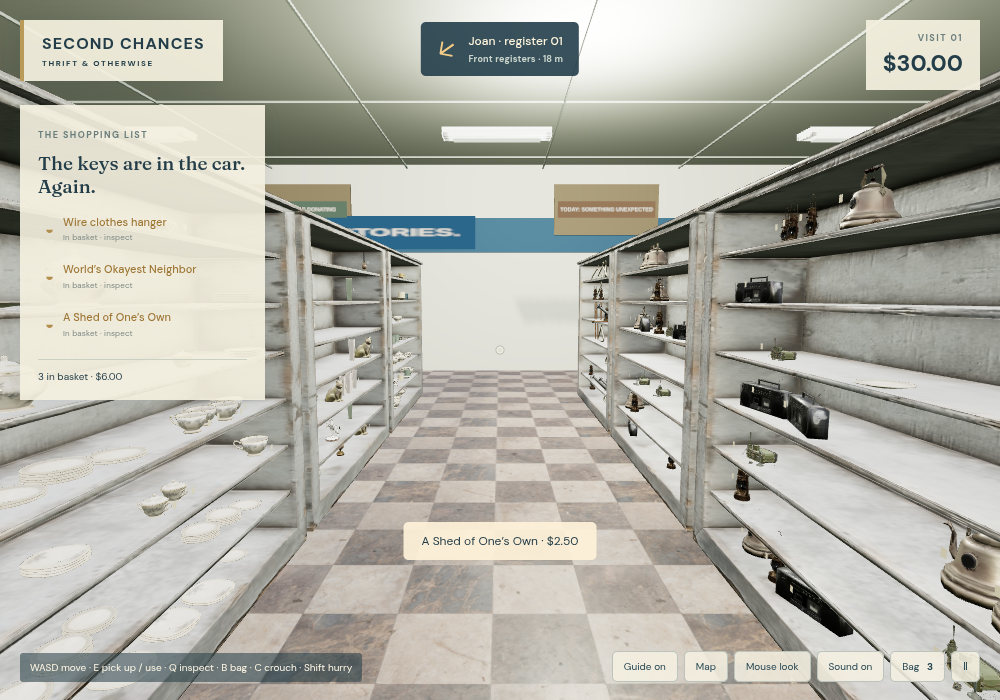 SECOND CHANCES
THRIFT & OTHERWISE
Joan · register 01
Front registers · 18 m
VISIT 01
$30.00
THE SHOPPING LIST
The keys are in the car.
Again.
Wire clothes hanger
In basket · inspect
World's Okayest Neighbor
In basket · inspect
A Shed of One's Own
In basket · inspect
3 in basket · $6.00
DONATING
TODAY: SOMETHING UNEXPECTED
TORIES.
A Shed of One's Own · $2.50
WASD move · E pick up / use · Q inspect · B bag · C crouch · Shift hurry
Guide on
Map
Mouse look
Sound on
Bag 3
II